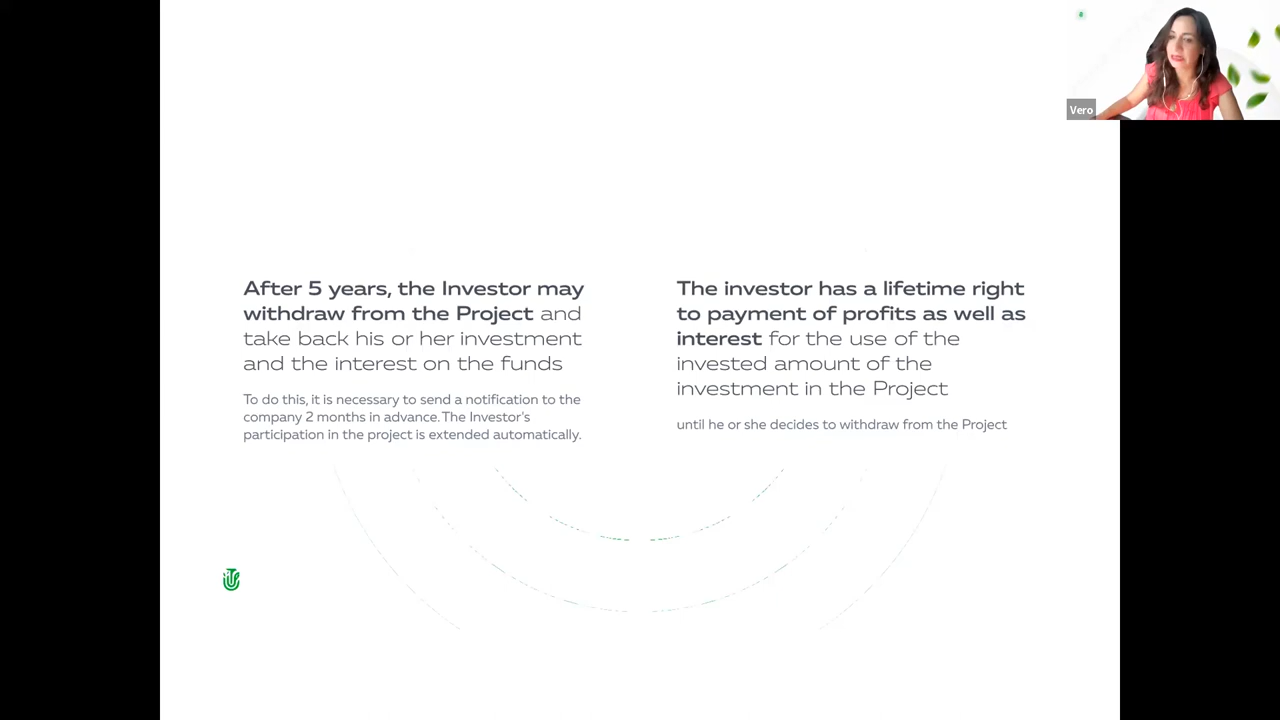 Vero
After 5 years, the Investor may
withdraw from the Project and
take back his or her investment
and the interest on the funds
To do this, it is necessary to send a notification to the
company 2 months in advance. The Investor's
participation in the project is extended automatically.
The investor has a lifetime right
to payment of profits as well as
interest for the use of the
invested amount of the
investment in the Project
until he or she decides to withdraw from the Project